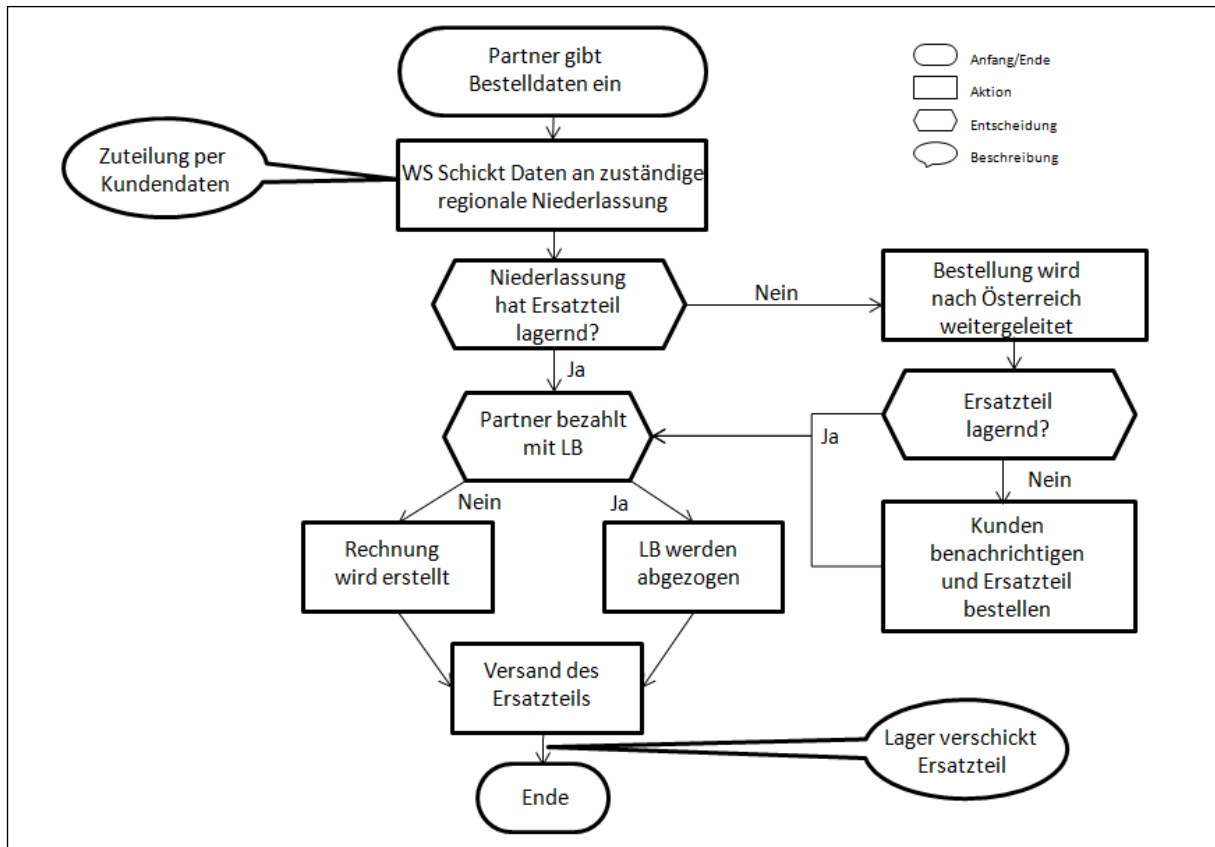 Partner gibt
Bestelldaten ein
Anfang/Ende
Aktion
Entscheidung
Beschreibung
Zuteilung per
Kundendaten
WS Schickt Daten an zuständige
regionale Niederlassung
Niederlassung
hat Ersatzteil
lagernd?
Nein
Bestellung wird
nach Österreich
weitergeleitet
Ja
Partner bezahlt
mit LB
Ja
Ersatzteil
lagernd?
Nein
Ja
Nein
Rechnung
wird erstellt
LB werden
abgezogen
Kunden
benachrichtigen
und Ersatzteil
bestellen
Versand des
Ersatzteils
Lager verschickt
Ersatzteil
Ende